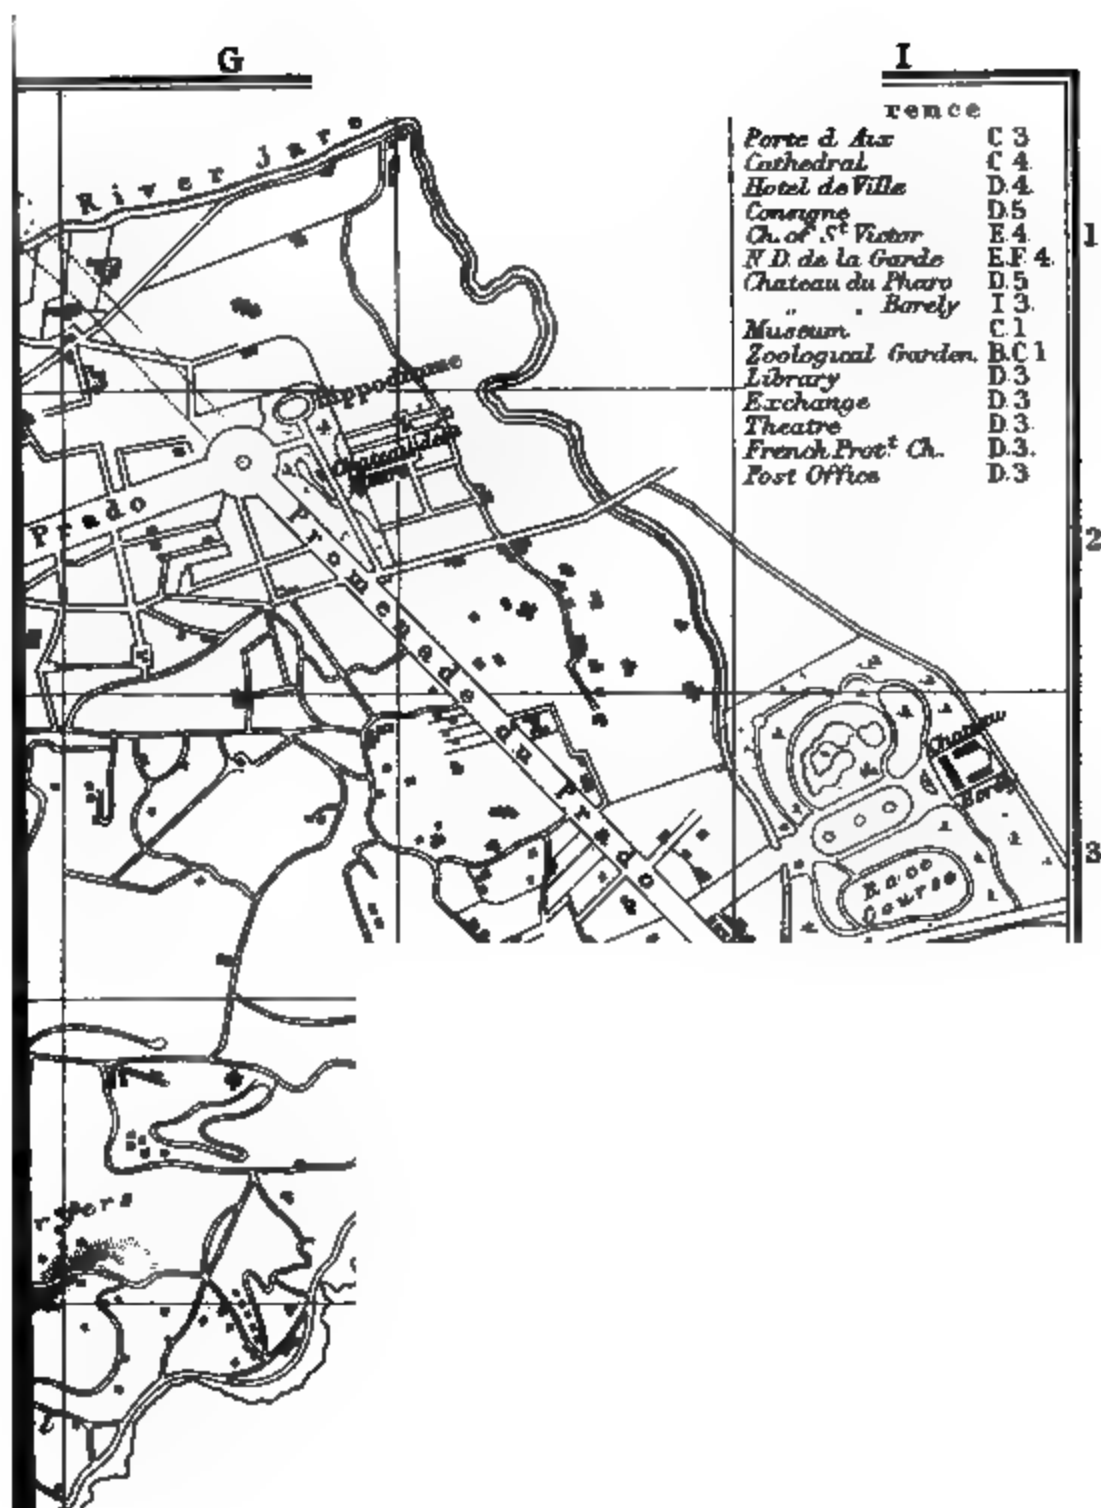 G
I
rence
Porte d Aix C 3
Cathedral C 4
Hotel de Ville D.4.
Consigne D.5
Ch. of St Victor E 4
N D. de la Garde E.F. 4.
Chateau du Pharo D.5
" . Borely I 3.
Museum C 1
Zoological Garden. B.C 1
Library D.3
Exchange D.3
Theatre D.3
French Prot.t Ch. D.3.
Post Office D.3
1
2
3
River Jare
Hippodrome
Prado
Promenade du Prado
Chateau
Borely
Race
Course